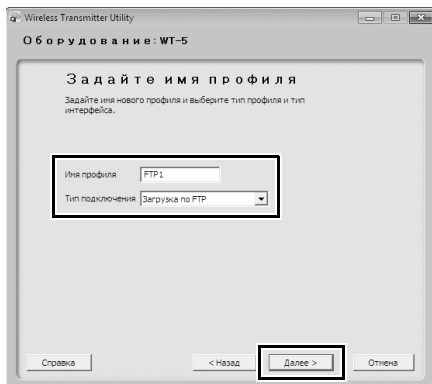 Wireless Transmitter Utility
Оборудование: WT-5
Задайте имя профиля
Задайте имя нового профиля и выберите тип профиля и тип
интерфейса.
Имя профиля FTP1
Тип подключения Загрузка по FTP
Справка < Назад Далее > Отмена